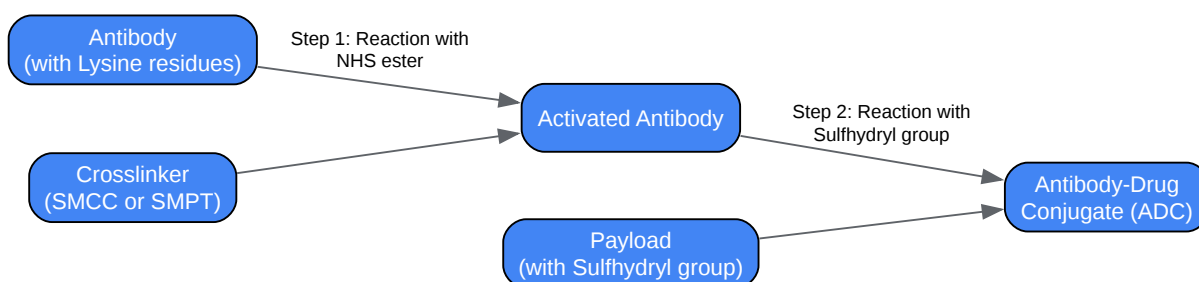 Antibody
(with Lysine residues)
Step 1: Reaction with
NHS ester
Crosslinker
(SMCC or SMPT)
Activated Antibody
Step 2: Reaction with
Sulfhydryl group
Payload
(with Sulfhydryl group)
Antibody-Drug
Conjugate (ADC)